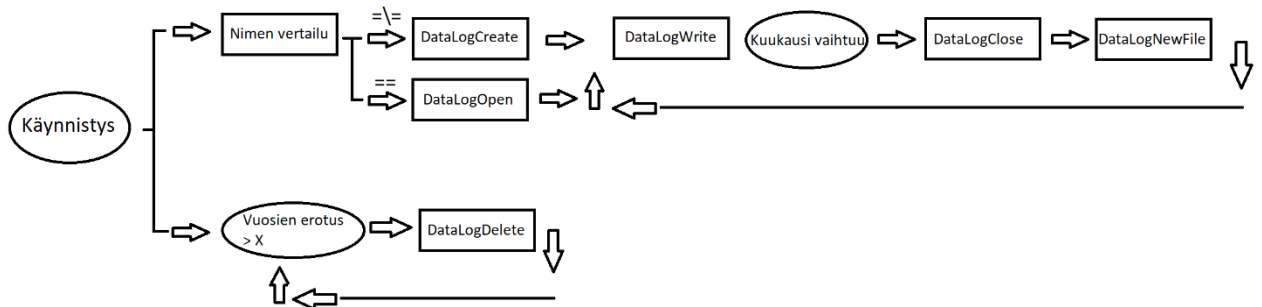 Käynnistys
Nimen vertailu
=\=
DataLogCreate
DataLogWrite
Kuukausi vaihtuu
DataLogClose
DataLogNewFile
==
DataLogOpen
Vuosien erotus
> X
DataLogDelete